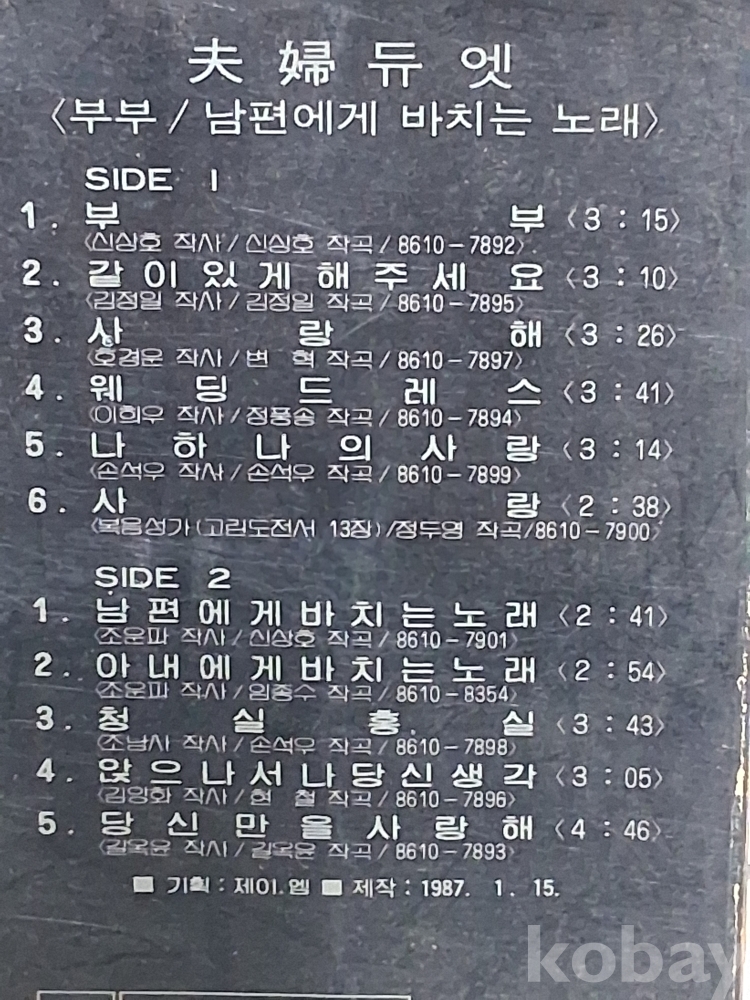 夫婦듀엣
〈부부 / 남편에게 바치는 노래〉
SIDE 1
1. 부 부 〈3 : 15〉
〈신상호 작사 / 신상호 작곡 / 8610-7892〉
2. 같이있게해주세요 〈3 : 10〉
〈김정일 작사 / 김정일 작곡 / 8610-7895〉
3. 사 랑 해 〈3 : 26〉
〈호경운 작사 / 변 혁 작곡 / 8610-7897〉
4. 웨 딩 드 레 스 〈3 : 41〉
〈이희우 작사 / 정풍송 작곡 / 8610-7894〉
5. 나 하 나 의 사 랑 〈3 : 14〉
〈손석우 작사 / 손석우 작곡 / 8610-7899〉
6. 사 랑 〈2 : 38〉
〈복음성가(고린도전서 13장)/정두영 작곡/8610-7900〉
SIDE 2
1. 남편에게바치는노래 〈2 : 41〉
〈조운파 작사 / 신상호 작곡 / 8610-7901〉
2. 아내에게바치는노래 〈2 : 54〉
〈조운파 작사 / 임종수 작곡 / 8610-8354〉
3. 청 실 홍 실 〈3 : 43〉
〈조남사 작사 / 손석우 작곡 / 8610-7898〉
4. 앉으나서나당신생각 〈3 : 05〉
〈김영화 작사 / 현 철 작곡 / 8610-7896〉
5. 당 신 만 을 사 랑 해 〈4 : 46〉
〈길옥윤 작사 / 길옥윤 작곡 / 8610-7893〉
■ 기획 : 제이.엠 ■ 제작 : 1987. 1. 15.
kobay